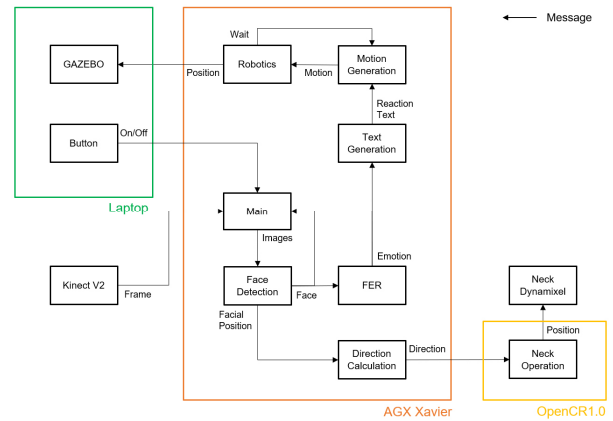 Message
Wait
GAZEBO
Position
Robotics
Motion
Motion
Generation
Reaction
Text
Button
On/Off
Text
Generation
Laptop
Main
Images
Emotion
Kinect V2
Frame
Face
Detection
Face
FER
Neck
Dynamixel
Facial
Position
Position
Direction
Calculation
Direction
Neck
Operation
AGX Xavier
OpenCR1.0